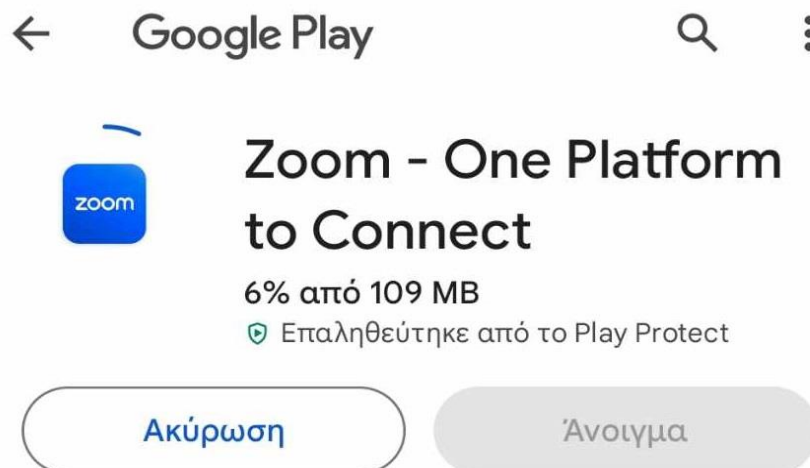 Google Play
zoom
Zoom - One Platform
to Connect
6% από 109 MB
Επαληθεύτηκε από το Play Protect
Ακύρωση
Άνοιγμα